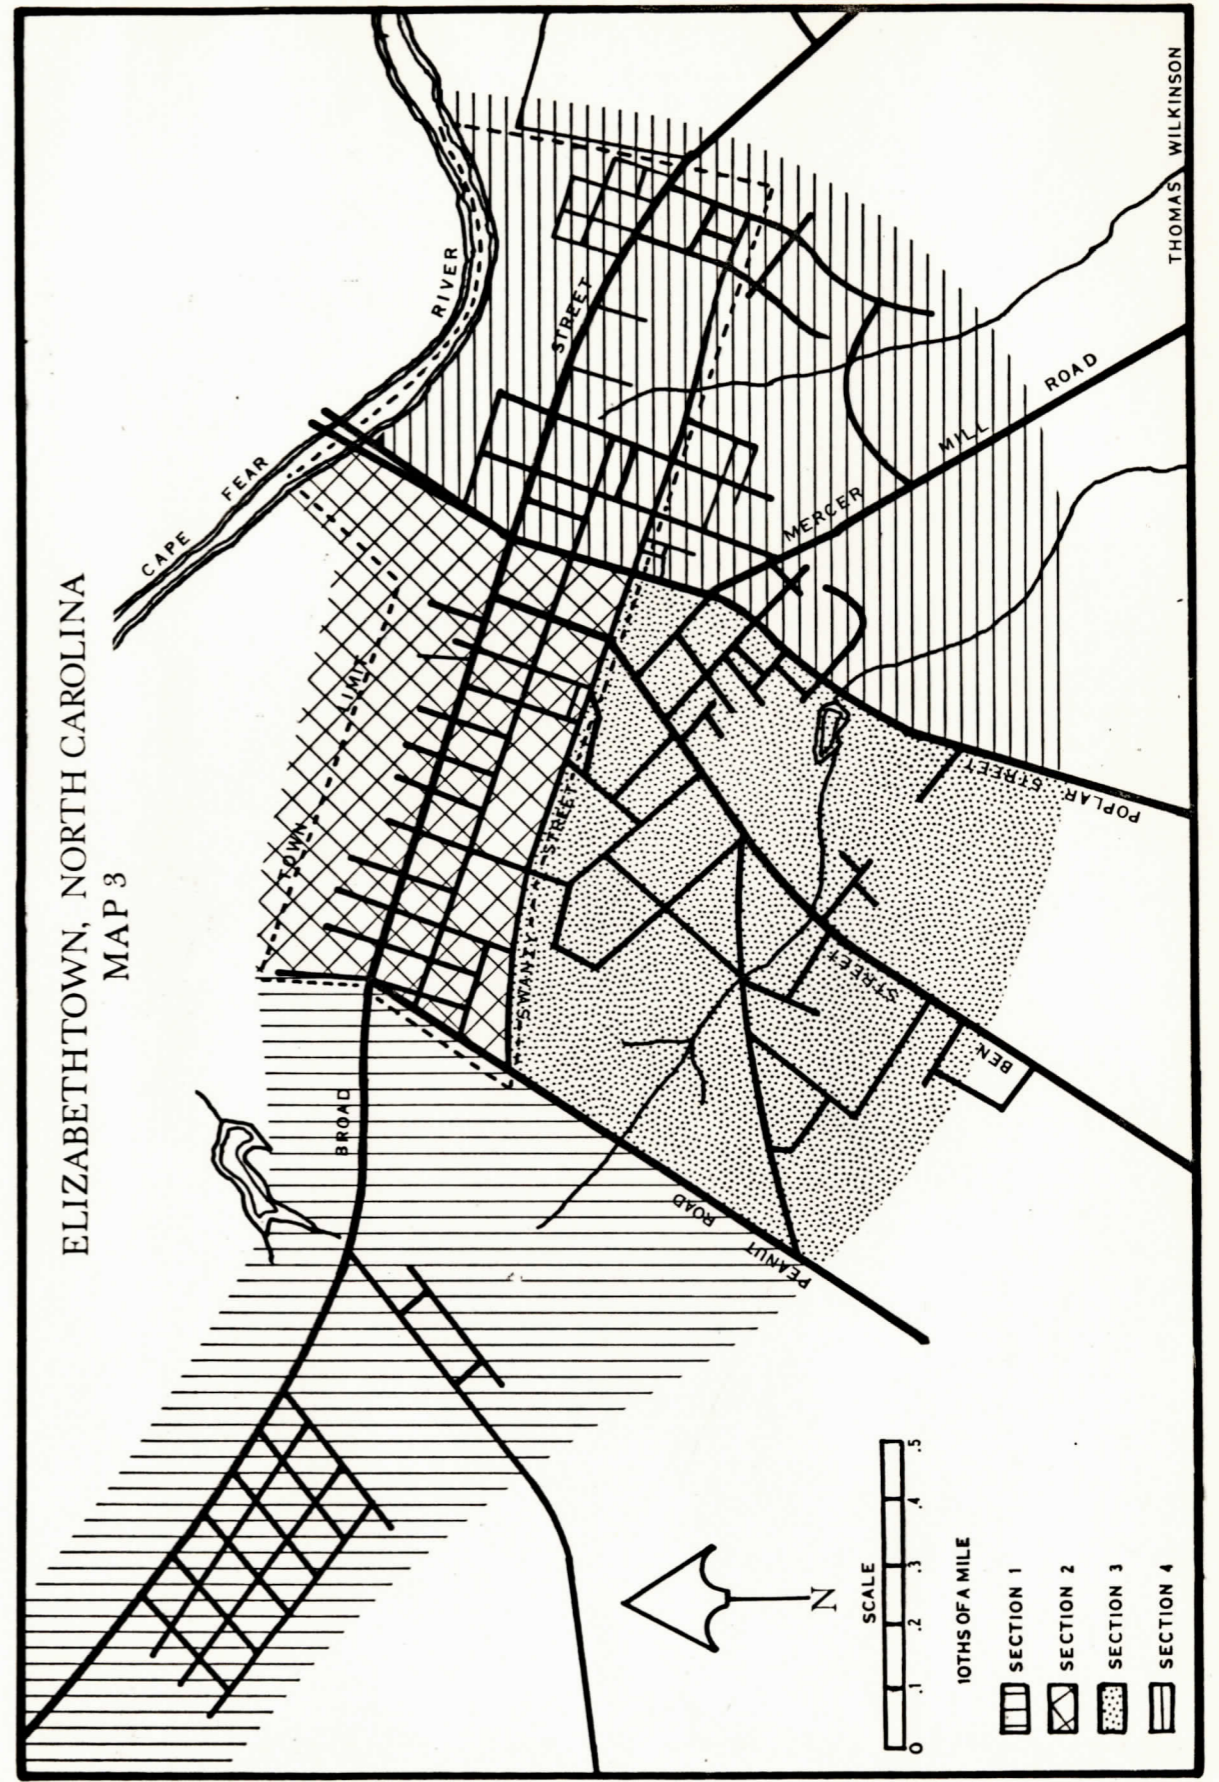 ELIZABETHTOWN, NORTH CAROLINA
MAP 3
CAPE FEAR RIVER
TOWN LIMIT
BROAD
STREET
SWANZY STREET
MERCER MILL ROAD
POPLAR STREET
BEN STREET
PEANUT ROAD
THOMAS WILKINSON
N
SCALE
0 .1 .2 .3 .4 .5
10THS OF A MILE
SECTION 1
SECTION 2
SECTION 3
SECTION 4